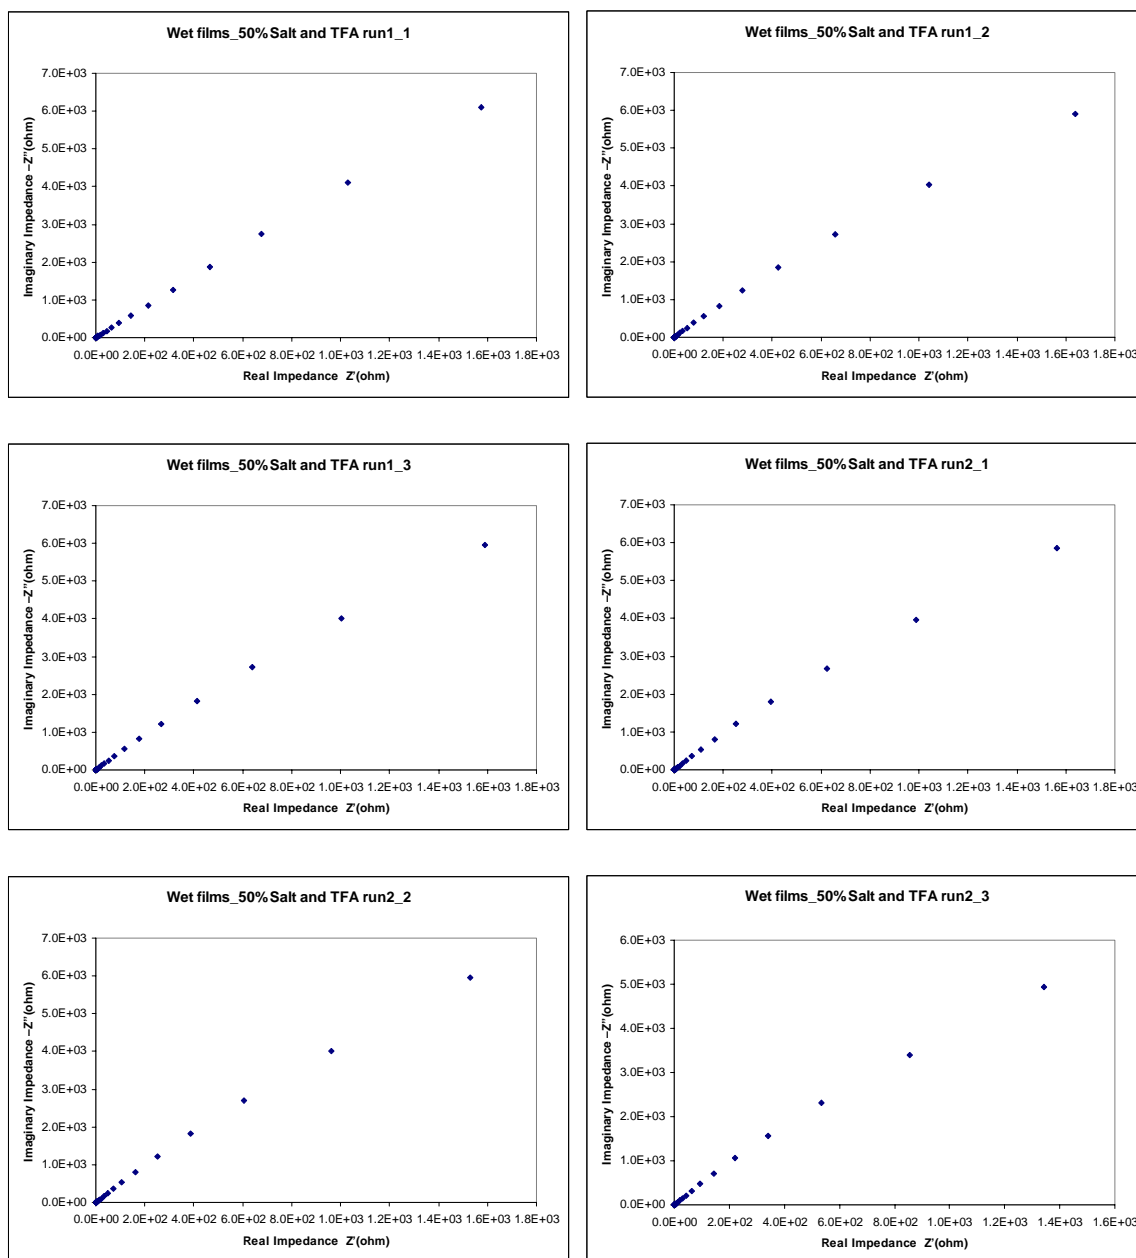 Wet films_50% Salt and TFA run1_1
7.0E+03
6.0E+03
5.0E+03
4.0E+03
3.0E+03
2.0E+03
1.0E+03
0.0E+00
Imaginary Impedance –Z"(ohm)
0.0E+00 2.0E+02 4.0E+02 6.0E+02 8.0E+02 1.0E+03 1.2E+03 1.4E+03 1.6E+03 1.8E+03
Real Impedance Z'(ohm)
Wet films_50% Salt and TFA run1_2
7.0E+03
6.0E+03
5.0E+03
4.0E+03
3.0E+03
2.0E+03
1.0E+03
0.0E+00
Imaginary Impedance –Z"(ohm)
0.0E+00 2.0E+02 4.0E+02 6.0E+02 8.0E+02 1.0E+03 1.2E+03 1.4E+03 1.6E+03 1.8E+03
Real Impedance Z'(ohm)
Wet films_50% Salt and TFA run1_3
7.0E+03
6.0E+03
5.0E+03
4.0E+03
3.0E+03
2.0E+03
1.0E+03
0.0E+00
Imaginary Impedance –Z"(ohm)
0.0E+00 2.0E+02 4.0E+02 6.0E+02 8.0E+02 1.0E+03 1.2E+03 1.4E+03 1.6E+03 1.8E+03
Real Impedance Z'(ohm)
Wet films_50% Salt and TFA run2_1
7.0E+03
6.0E+03
5.0E+03
4.0E+03
3.0E+03
2.0E+03
1.0E+03
0.0E+00
Imaginary Impedance –Z"(ohm)
0.0E+00 2.0E+02 4.0E+02 6.0E+02 8.0E+02 1.0E+03 1.2E+03 1.4E+03 1.6E+03 1.8E+03
Real Impedance Z'(ohm)
Wet films_50% Salt and TFA run2_2
7.0E+03
6.0E+03
5.0E+03
4.0E+03
3.0E+03
2.0E+03
1.0E+03
0.0E+00
Imaginary Impedance –Z"(ohm)
0.0E+00 2.0E+02 4.0E+02 6.0E+02 8.0E+02 1.0E+03 1.2E+03 1.4E+03 1.6E+03 1.8E+03
Real Impedance Z'(ohm)
Wet films_50% Salt and TFA run2_3
6.0E+03
5.0E+03
4.0E+03
3.0E+03
2.0E+03
1.0E+03
0.0E+00
Imaginary Impedance –Z"(ohm)
0.0E+00 2.0E+02 4.0E+02 6.0E+02 8.0E+02 1.0E+03 1.2E+03 1.4E+03 1.6E+03
Real Impedance Z'(ohm)